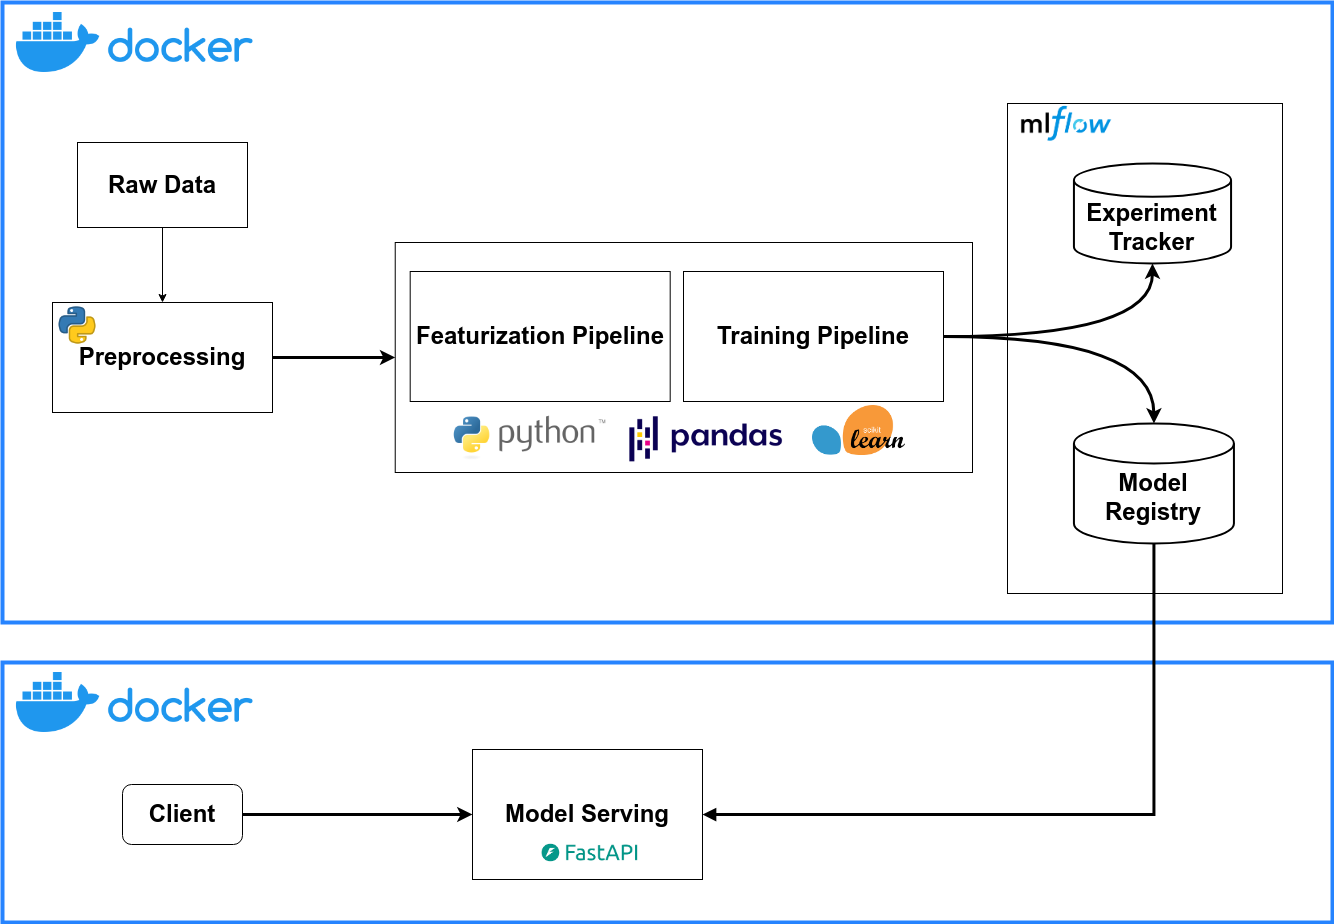 docker
mlflow
Raw Data
Experiment
Tracker
Featurization Pipeline
Training Pipeline
Preprocessing
python™
pandas
scikit
learn
Model
Registry
docker
Client
Model Serving
FastAPI